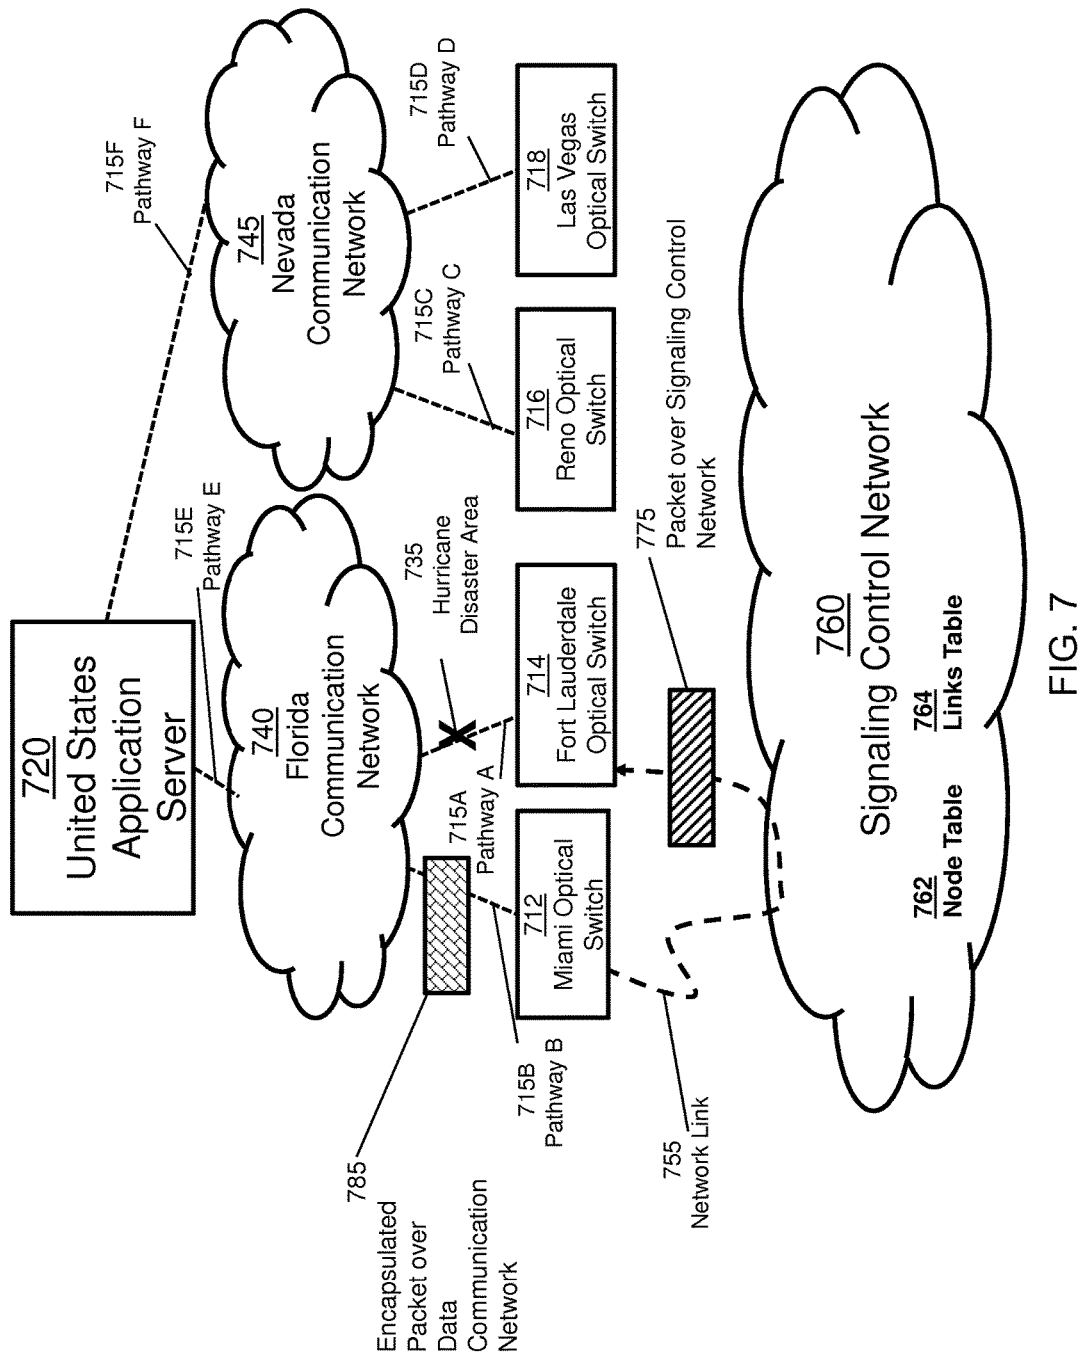 720
United States
Application
Server
715F
Pathway F
715E
Pathway E
740
Florida
Communication
Network
745
Nevada
Communication
Network
785
Encapsulated
Packet over
Data
Communication
Network
715B
Pathway B
715A
Pathway A
735
Hurricane
Disaster Area
715C
Pathway C
715D
Pathway D
712
Miami Optical
Switch
714
Fort Lauderdale
Optical Switch
716
Reno Optical
Switch
718
Las Vegas
Optical Switch
755
Network Link
775
Packet over Signaling Control
Network
760
Signaling Control Network
762
Node Table
764
Links Table
FIG. 7